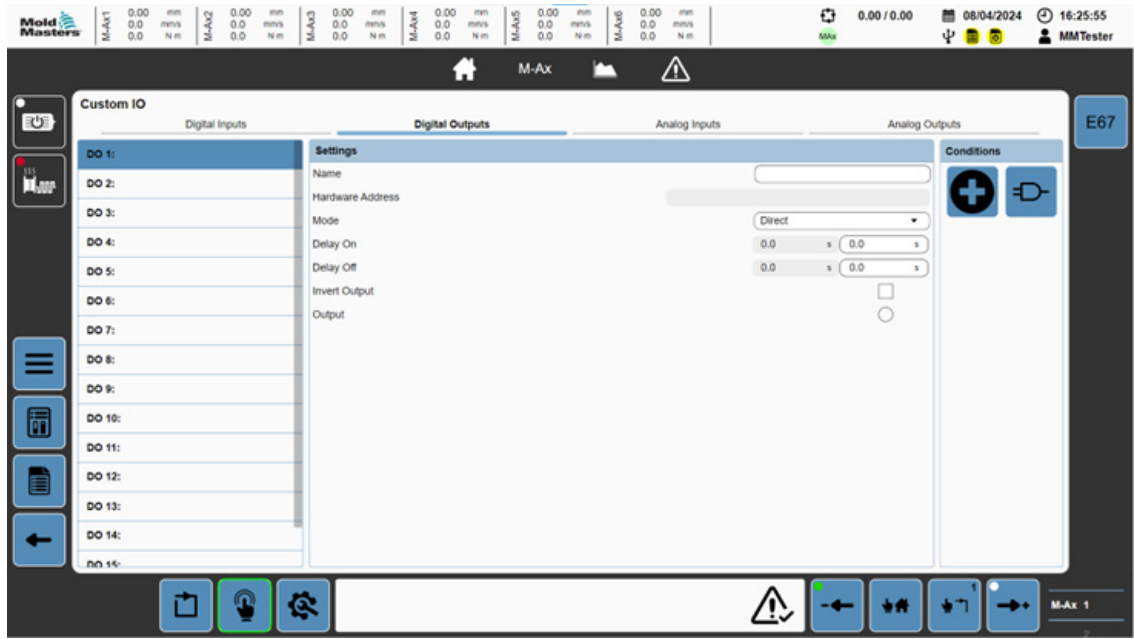 Mold
Masters
M-Ax1
0.00 mm
0.0 mm/s
0.0 N m
M-Ax2
0.00 mm
0.0 mm/s
0.0 N m
M-Ax3
0.00 mm
0.0 mm/s
0.0 N m
M-Ax4
0.00 mm
0.0 mm/s
0.0 N m
M-Ax5
0.00 mm
0.0 mm/s
0.0 N m
M-Ax6
0.00 mm
0.0 mm/s
0.0 N m
MAx
0.00 / 0.00
08/04/2024
16:25:55
MMTester
M-Ax
Custom IO
Digital Inputs Digital Outputs Analog Inputs Analog Outputs
E67
DO 1:
DO 2:
DO 3:
DO 4:
DO 5:
DO 6:
DO 7:
DO 8:
DO 9:
DO 10:
DO 11:
DO 12:
DO 13:
DO 14:
DO 15:
Settings
Name
Hardware Address
Mode Direct
Delay On 0.0 s 0.0 s
Delay Off 0.0 s 0.0 s
Invert Output
Output
Conditions
1
M-Ax 1
2